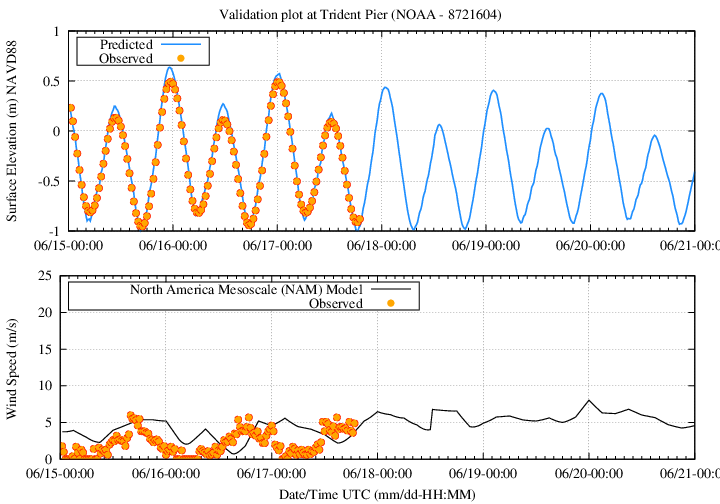 Validation plot at Trident Pier (NOAA - 8721604)
Surface Elevation (m) NAVD88
Predicted
Observed
1
0.5
0
-0.5
-1
06/15-00:00 06/16-00:00 06/17-00:00 06/18-00:00 06/19-00:00 06/20-00:00 06/21-00:00
Wind Speed (m/s)
North America Mesoscale (NAM) Model
Observed
25
20
15
10
5
0
06/15-00:00 06/16-00:00 06/17-00:00 06/18-00:00 06/19-00:00 06/20-00:00 06/21-00:00
Date/Time UTC (mm/dd-HH:MM)